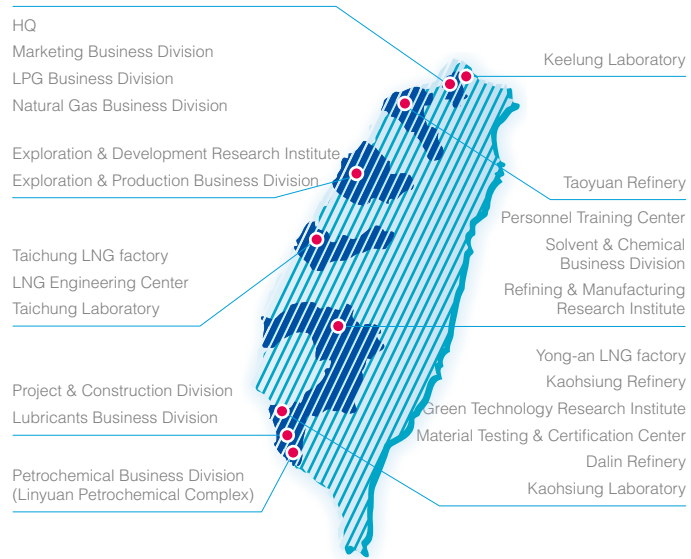 HQ
Marketing Business Division
LPG Business Division
Natural Gas Business Division
Exploration & Development Research Institute
Exploration & Production Business Division
Taichung LNG factory
LNG Engineering Center
Taichung Laboratory
Project & Construction Division
Lubricants Business Division
Petrochemical Business Division
(Linyuan Petrochemical Complex)
Keelung Laboratory
Taoyuan Refinery
Personnel Training Center
Solvent & Chemical
Business Division
Refining & Manufacturing
Research Institute
Yong-an LNG factory
Kaohsiung Refinery
Green Technology Research Institute
Material Testing & Certification Center
Dalin Refinery
Kaohsiung Laboratory